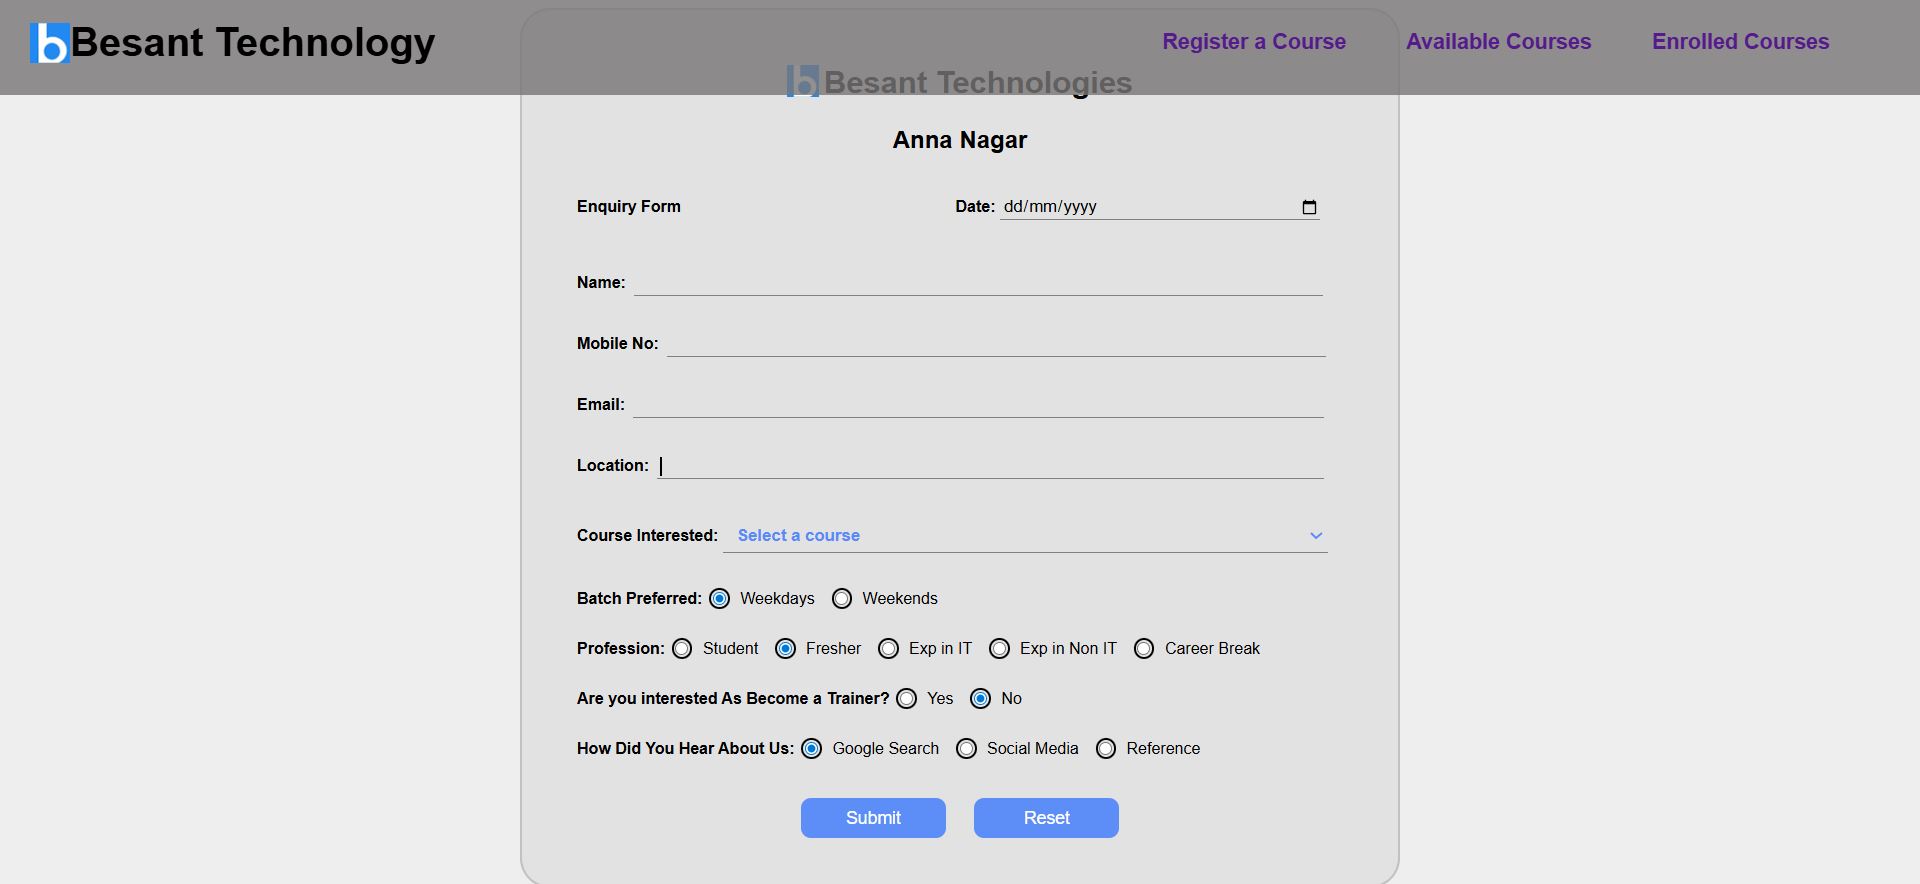 Besant Technology
Register a Course Available Courses Enrolled Courses
Besant Technologies
Anna Nagar
Enquiry Form Date: dd/mm/yyyy
Name:
Mobile No:
Email:
Location:
Course Interested: Select a course
Batch Preferred: Weekdays Weekends
Profession: Student Fresher Exp in IT Exp in Non IT Career Break
Are you interested As Become a Trainer? Yes No
How Did You Hear About Us: Google Search Social Media Reference
Submit Reset